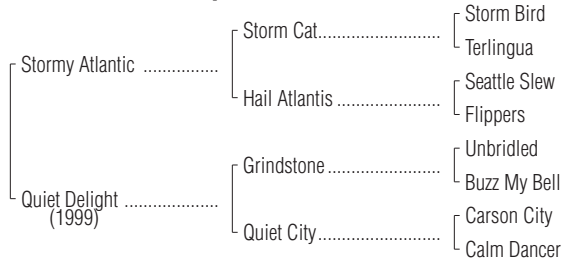 Storm Bird
Storm Cat........................
Terlingua
Stormy Atlantic ...............
Seattle Slew
Hail Atlantis ....................
Flippers
Unbridled
Grindstone ......................
Buzz My Bell
Quiet Delight ..................
(1999)
Carson City
Quiet City........................
Calm Dancer